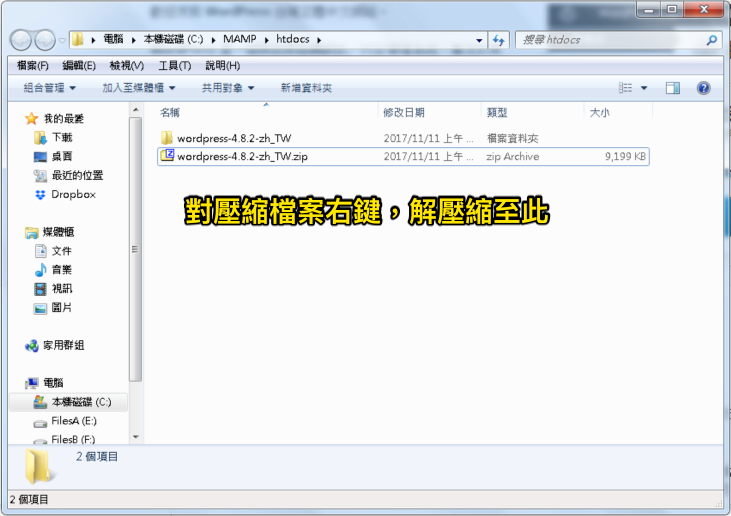 電腦 本機磁碟 (C:) MAMP htdocs 搜尋 htdocs
檔案(F) 編輯(E) 檢視(V) 工具(T) 說明(H)
組合管理 加入至媒體櫃 共用對象 新增資料夾
名稱 修改日期 類型 大小
我的最愛
下載
桌面
最近的位置
Dropbox
媒體櫃
文件
音樂
視訊
圖片
家用群組
電腦
本機磁碟 (C:)
FilesA (E:)
FilesB (F:)
wordpress-4.8.2-zh_TW 2017/11/11 上午 ... 檔案資料夾
wordpress-4.8.2-zh_TW.zip 2017/11/11 上午 ... zip Archive 9,199 KB
對壓縮檔案右鍵，解壓縮至此
2 個項目
2 個項目